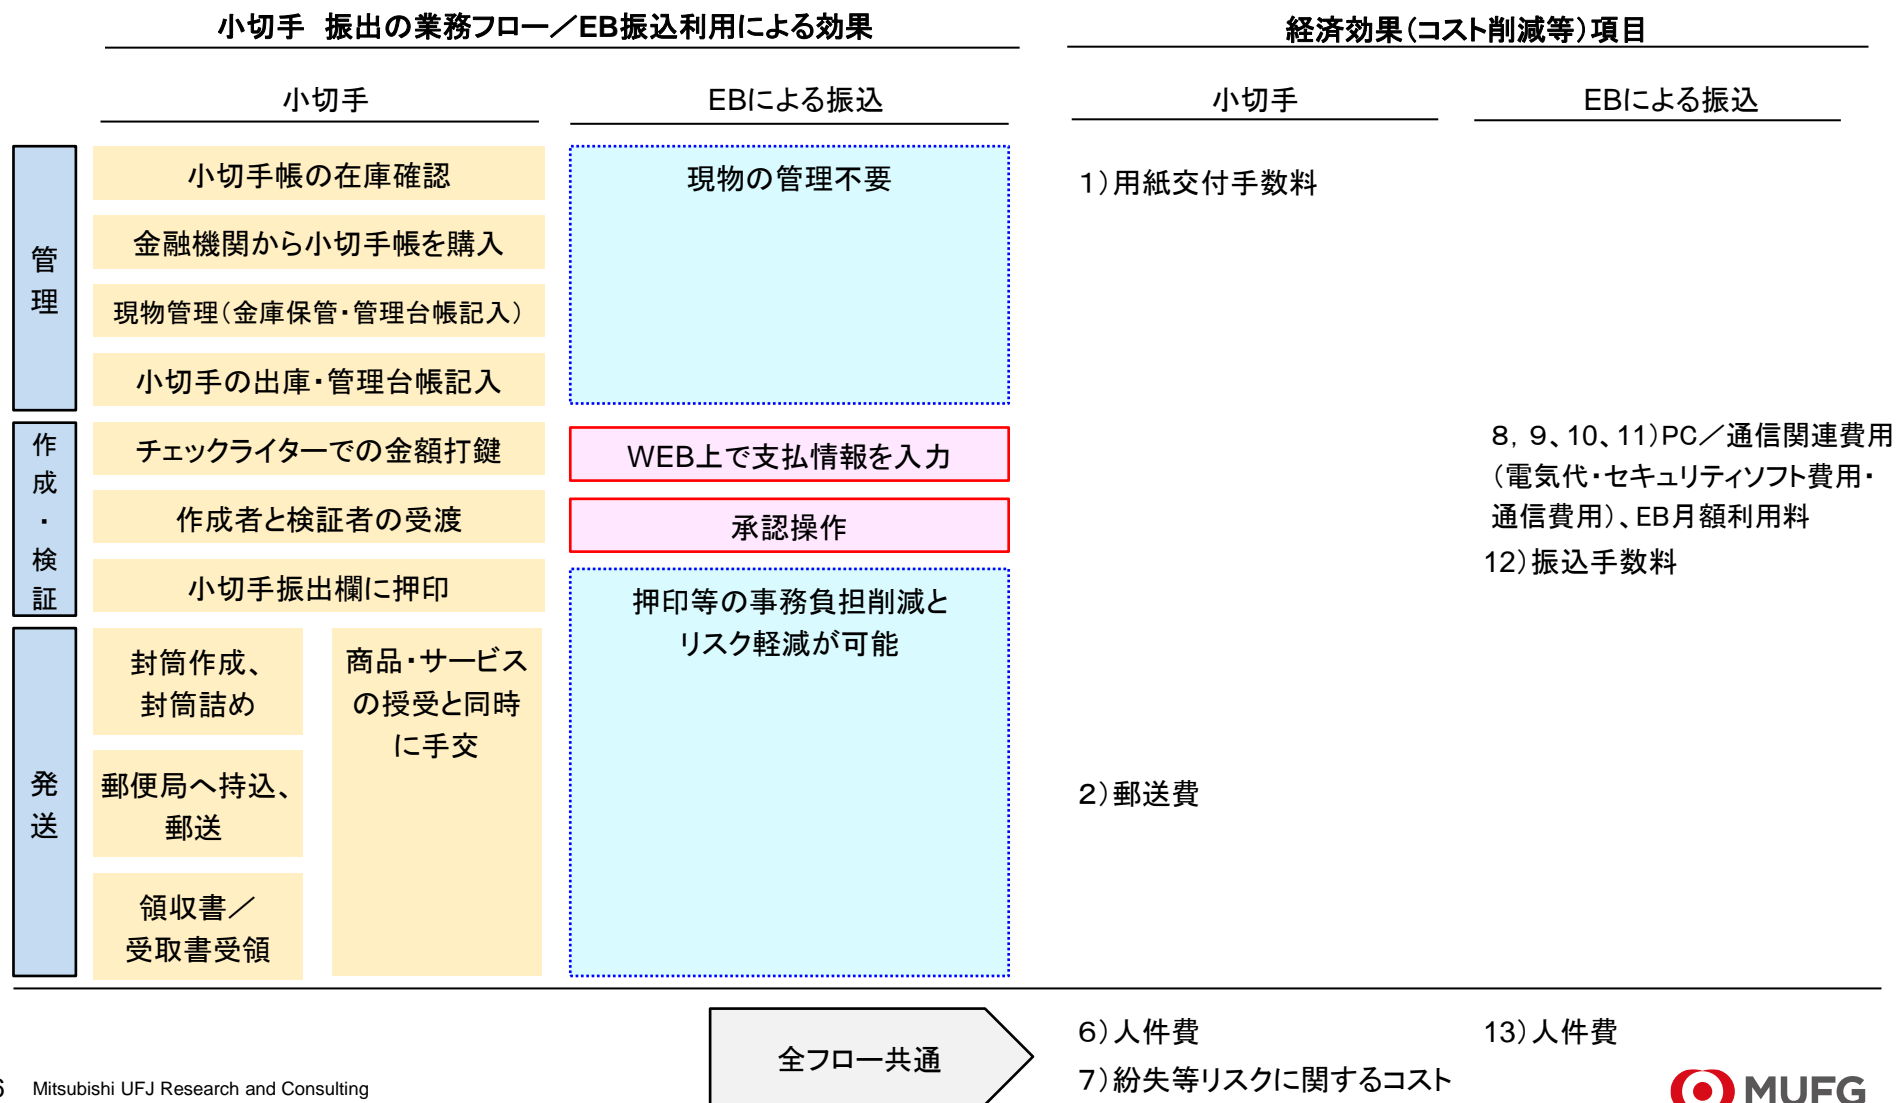 小切手　振出の業務フロー／EB振込利用による効果
経済効果（コスト削減等）項目
小切手
EBによる振込
小切手
EBによる振込
管理
小切手帳の在庫確認
金融機関から小切手帳を購入
現物管理（金庫保管・管理台帳記入）
小切手の出庫・管理台帳記入
現物の管理不要
1）用紙交付手数料
作成・検証
チェックライターでの金額打鍵
作成者と検証者の受渡
小切手振出欄に押印
WEB上で支払情報を入力
承認操作
押印等の事務負担削減と
リスク軽減が可能
8，9、10、11）PC／通信関連費用
（電気代・セキュリティソフト費用・
通信費用）、EB月額利用料
12）振込手数料
発送
封筒作成、
封筒詰め
郵便局へ持込、
郵送
領収書／
受取書受領
商品・サービス
の授受と同時
に手交
2）郵送費
全フロー共通
6）人件費
7）紛失等リスクに関するコスト
13）人件費
Mitsubishi UFJ Research and Consulting
MUFG